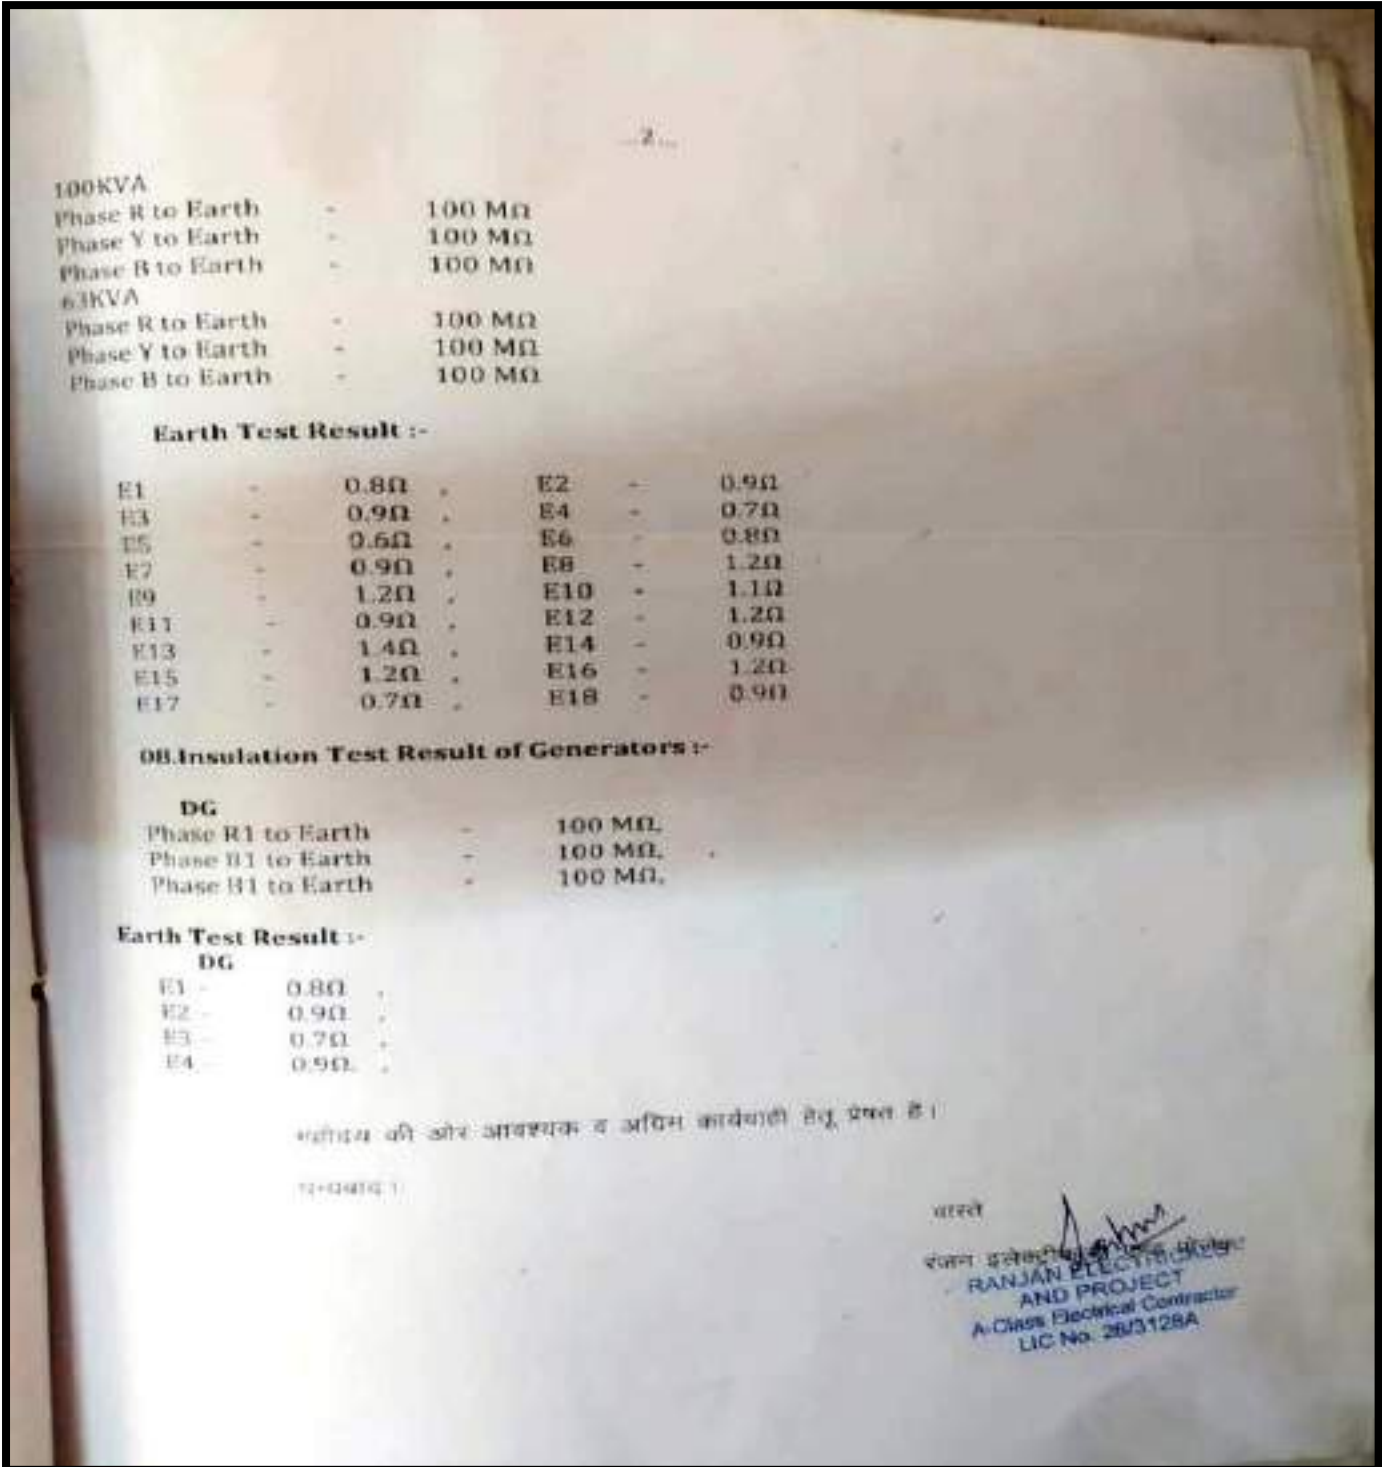 ...2...
100KVA
Phase R to Earth - 100 MΩ
Phase Y to Earth - 100 MΩ
Phase B to Earth - 100 MΩ
63KVA
Phase R to Earth - 100 MΩ
Phase Y to Earth - 100 MΩ
Phase B to Earth - 100 MΩ
Earth Test Result :-
E1 - 0.8Ω , E2 - 0.9Ω
E3 - 0.9Ω , E4 - 0.7Ω
E5 - 0.6Ω , E6 - 0.8Ω
E7 - 0.9Ω , E8 - 1.2Ω
E9 - 1.2Ω , E10 - 1.1Ω
E11 - 0.9Ω , E12 - 1.2Ω
E13 - 1.4Ω , E14 - 0.9Ω
E15 - 1.2Ω , E16 - 1.2Ω
E17 - 0.7Ω , E18 - 0.9Ω
08.Insulation Test Result of Generators :-
DG
Phase R1 to Earth - 100 MΩ,
Phase B1 to Earth - 100 MΩ, .
Phase B1 to Earth - 100 MΩ,
Earth Test Result :-
DG
E1 - 0.8Ω ,
E2 - 0.9Ω ,
E3 - 0.7Ω ,
E4 - 0.9Ω. ,
महोदय की ओर आवश्यक व अग्रिम कार्यवाही हेतू प्रेषत है।
धन्यवाद।
वास्ते
रंजन
RANJAN ELECTRICALS
AND PROJECT
A-Class Electrical Contractor
LIC No. 26/3128A